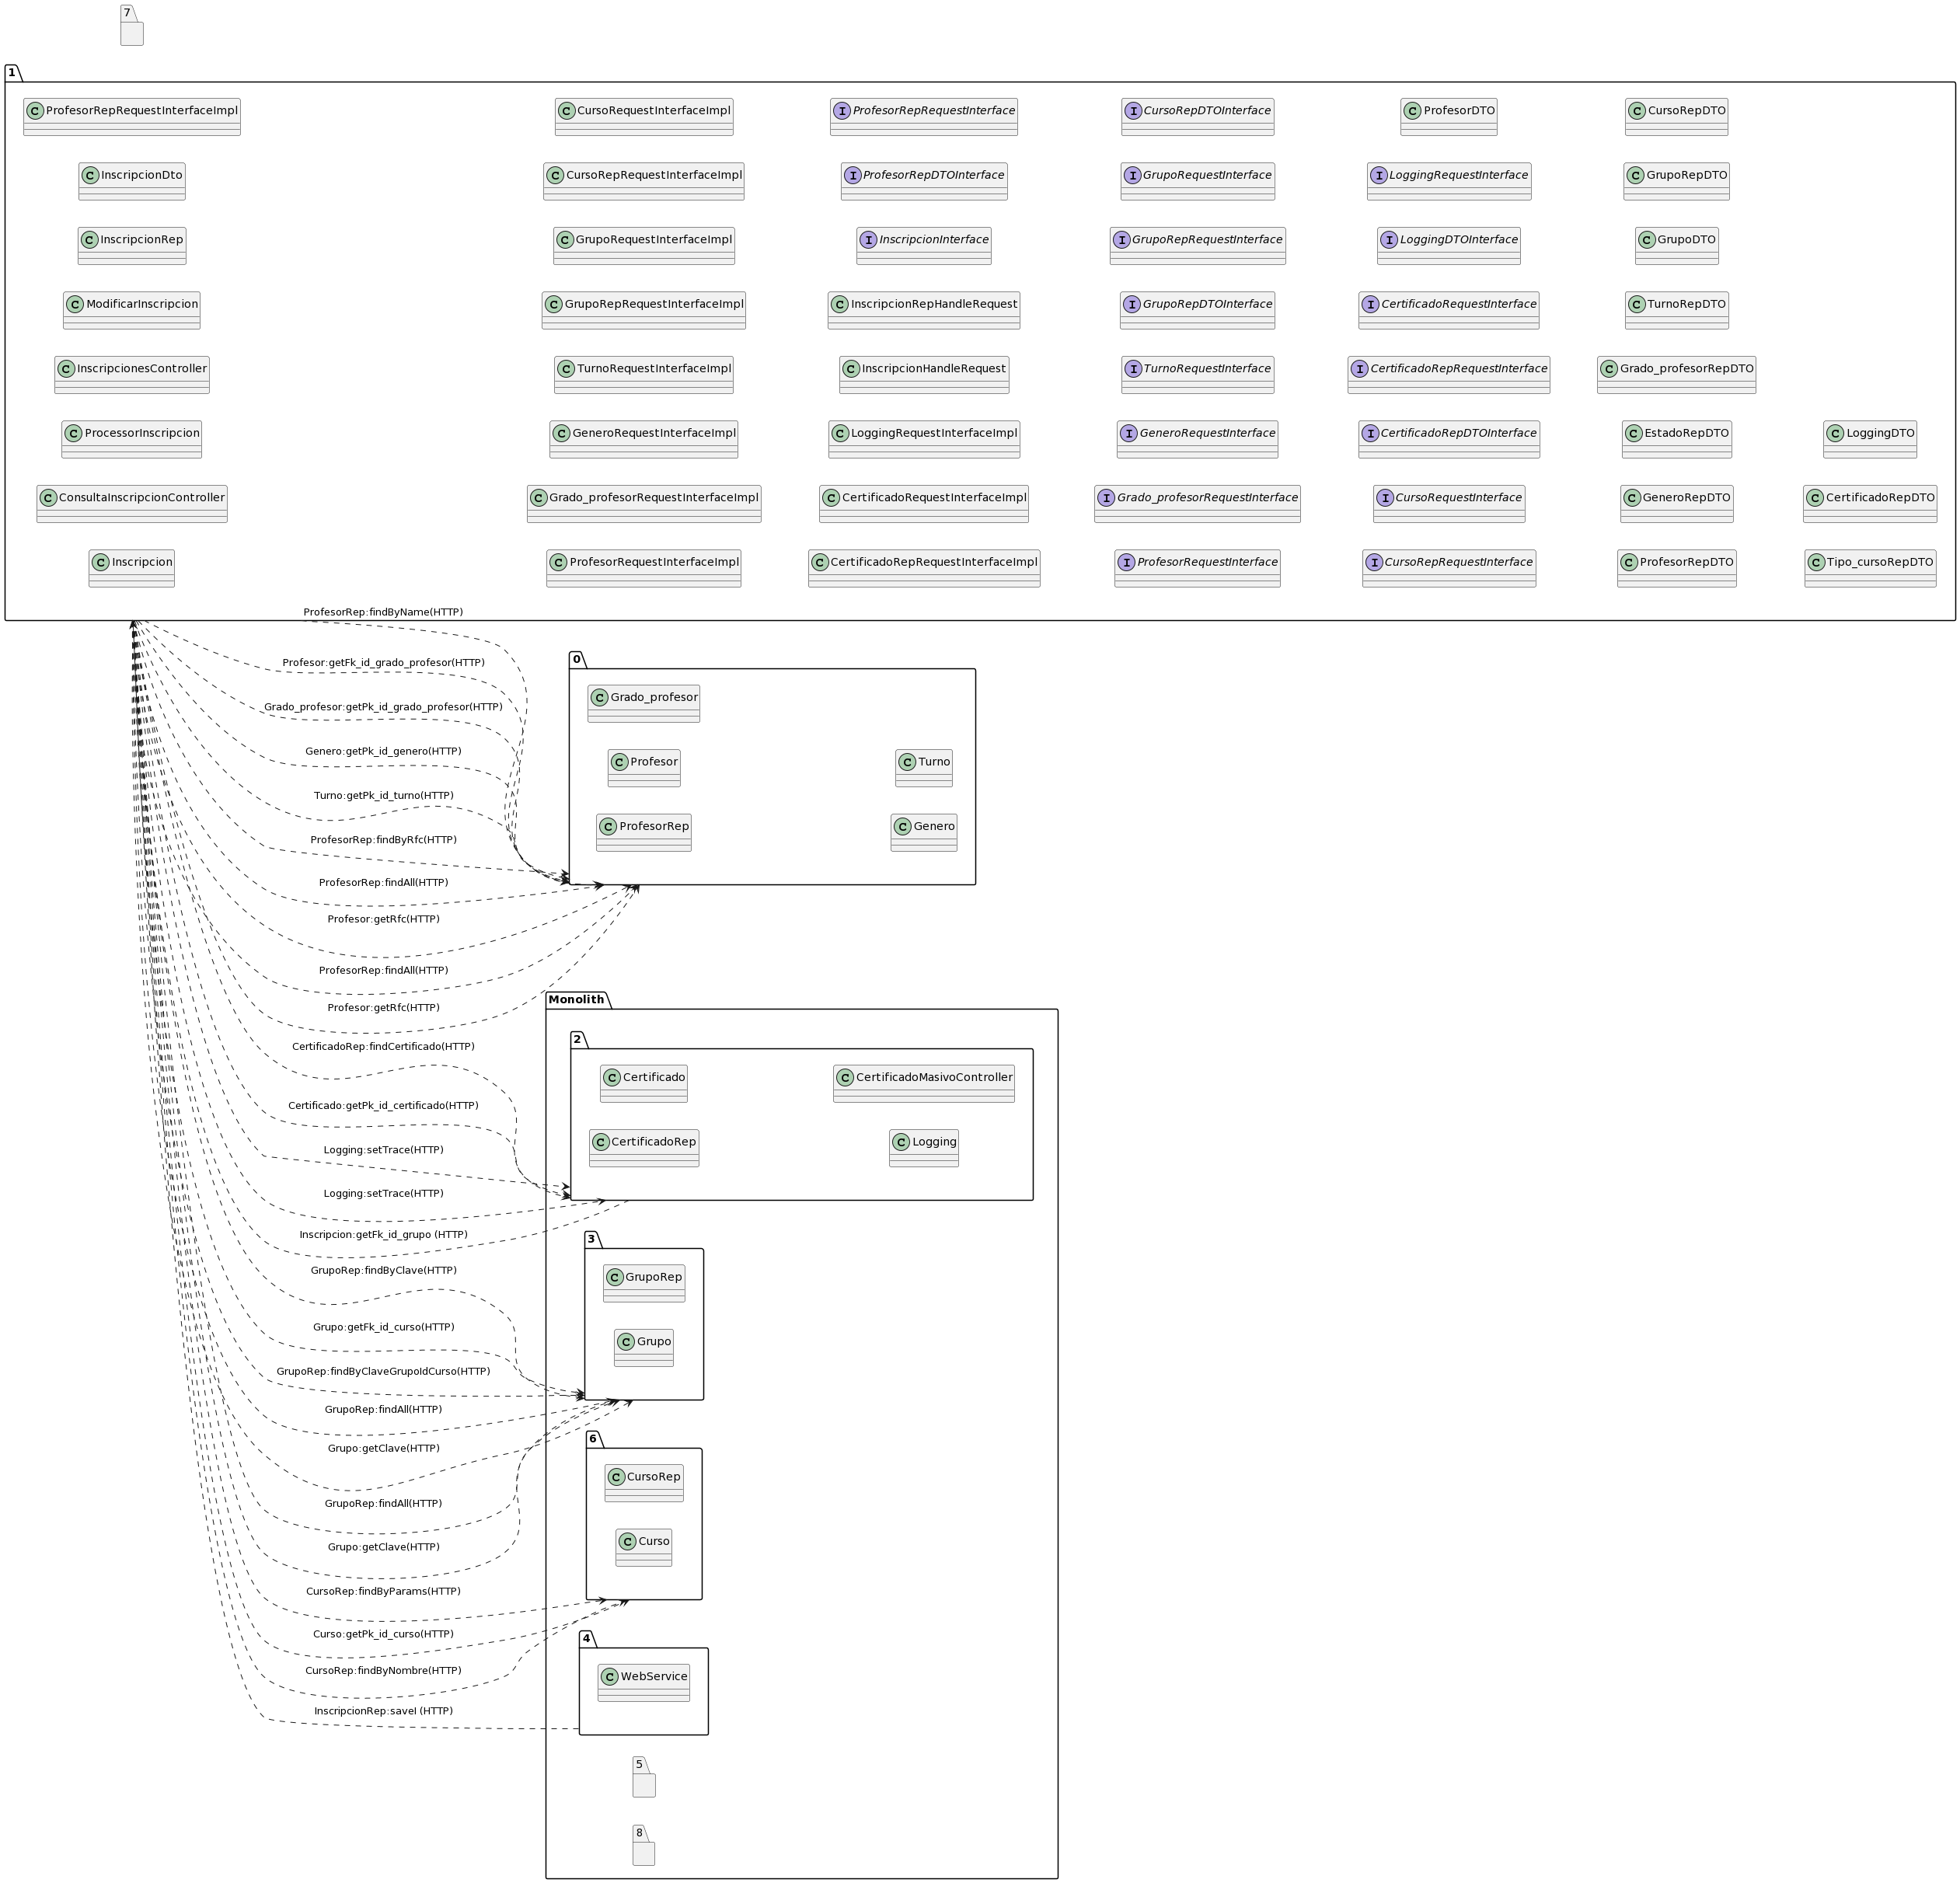 7
1
C ProfesorRepRequestInterfaceImpl
C CursoRequestInterfaceImpl
I ProfesorRepRequestInterface
I CursoRepDTOInterface
C ProfesorDTO
C CursoRepDTO
C InscripcionDto
C CursoRepRequestInterfaceImpl
I ProfesorRepDTOInterface
I GrupoRequestInterface
I LoggingRequestInterface
C GrupoRepDTO
C InscripcionRep
C GrupoRequestInterfaceImpl
I InscripcionInterface
I GrupoRepRequestInterface
I LoggingDTOInterface
C GrupoDTO
C ModificarInscripcion
C GrupoRepRequestInterfaceImpl
C InscripcionRepHandleRequest
I GrupoRepDTOInterface
I CertificadoRequestInterface
C TurnoRepDTO
C InscripcionesController
C TurnoRequestInterfaceImpl
C InscripcionHandleRequest
I TurnoRequestInterface
I CertificadoRepRequestInterface
C Grado_profesorRepDTO
C ProcessorInscripcion
C GeneroRequestInterfaceImpl
C LoggingRequestInterfaceImpl
I GeneroRequestInterface
I CertificadoRepDTOInterface
C EstadoRepDTO
C LoggingDTO
C ConsultaInscripcionController
C Grado_profesorRequestInterfaceImpl
C CertificadoRequestInterfaceImpl
I Grado_profesorRequestInterface
I CursoRequestInterface
C GeneroRepDTO
C CertificadoRepDTO
C Inscripcion
C ProfesorRequestInterfaceImpl
C CertificadoRepRequestInterfaceImpl
I ProfesorRequestInterface
I CursoRepRequestInterface
C ProfesorRepDTO
C Tipo_cursoRepDTO
ProfesorRep:findByName(HTTP)
Profesor:getFk_id_grado_profesor(HTTP)
Grado_profesor:getPk_id_grado_profesor(HTTP)
Genero:getPk_id_genero(HTTP)
Turno:getPk_id_turno(HTTP)
ProfesorRep:findByRfc(HTTP)
ProfesorRep:findAll(HTTP)
Profesor:getRfc(HTTP)
ProfesorRep:findAll(HTTP)
Profesor:getRfc(HTTP)
CertificadoRep:findCertificado(HTTP)
Certificado:getPk_id_certificado(HTTP)
Logging:setTrace(HTTP)
Logging:setTrace(HTTP)
Inscripcion:getFk_id_grupo (HTTP)
GrupoRep:findByClave(HTTP)
Grupo:getFk_id_curso(HTTP)
GrupoRep:findByClaveGrupoIdCurso(HTTP)
GrupoRep:findAll(HTTP)
Grupo:getClave(HTTP)
GrupoRep:findAll(HTTP)
Grupo:getClave(HTTP)
CursoRep:findByParams(HTTP)
Curso:getPk_id_curso(HTTP)
CursoRep:findByNombre(HTTP)
InscripcionRep:saveI (HTTP)
0
C Grado_profesor
C Profesor
C Turno
C ProfesorRep
C Genero
Monolith
2
C Certificado
C CertificadoMasivoController
C CertificadoRep
C Logging
3
C GrupoRep
C Grupo
6
C CursoRep
C Curso
4
C WebService
5
8